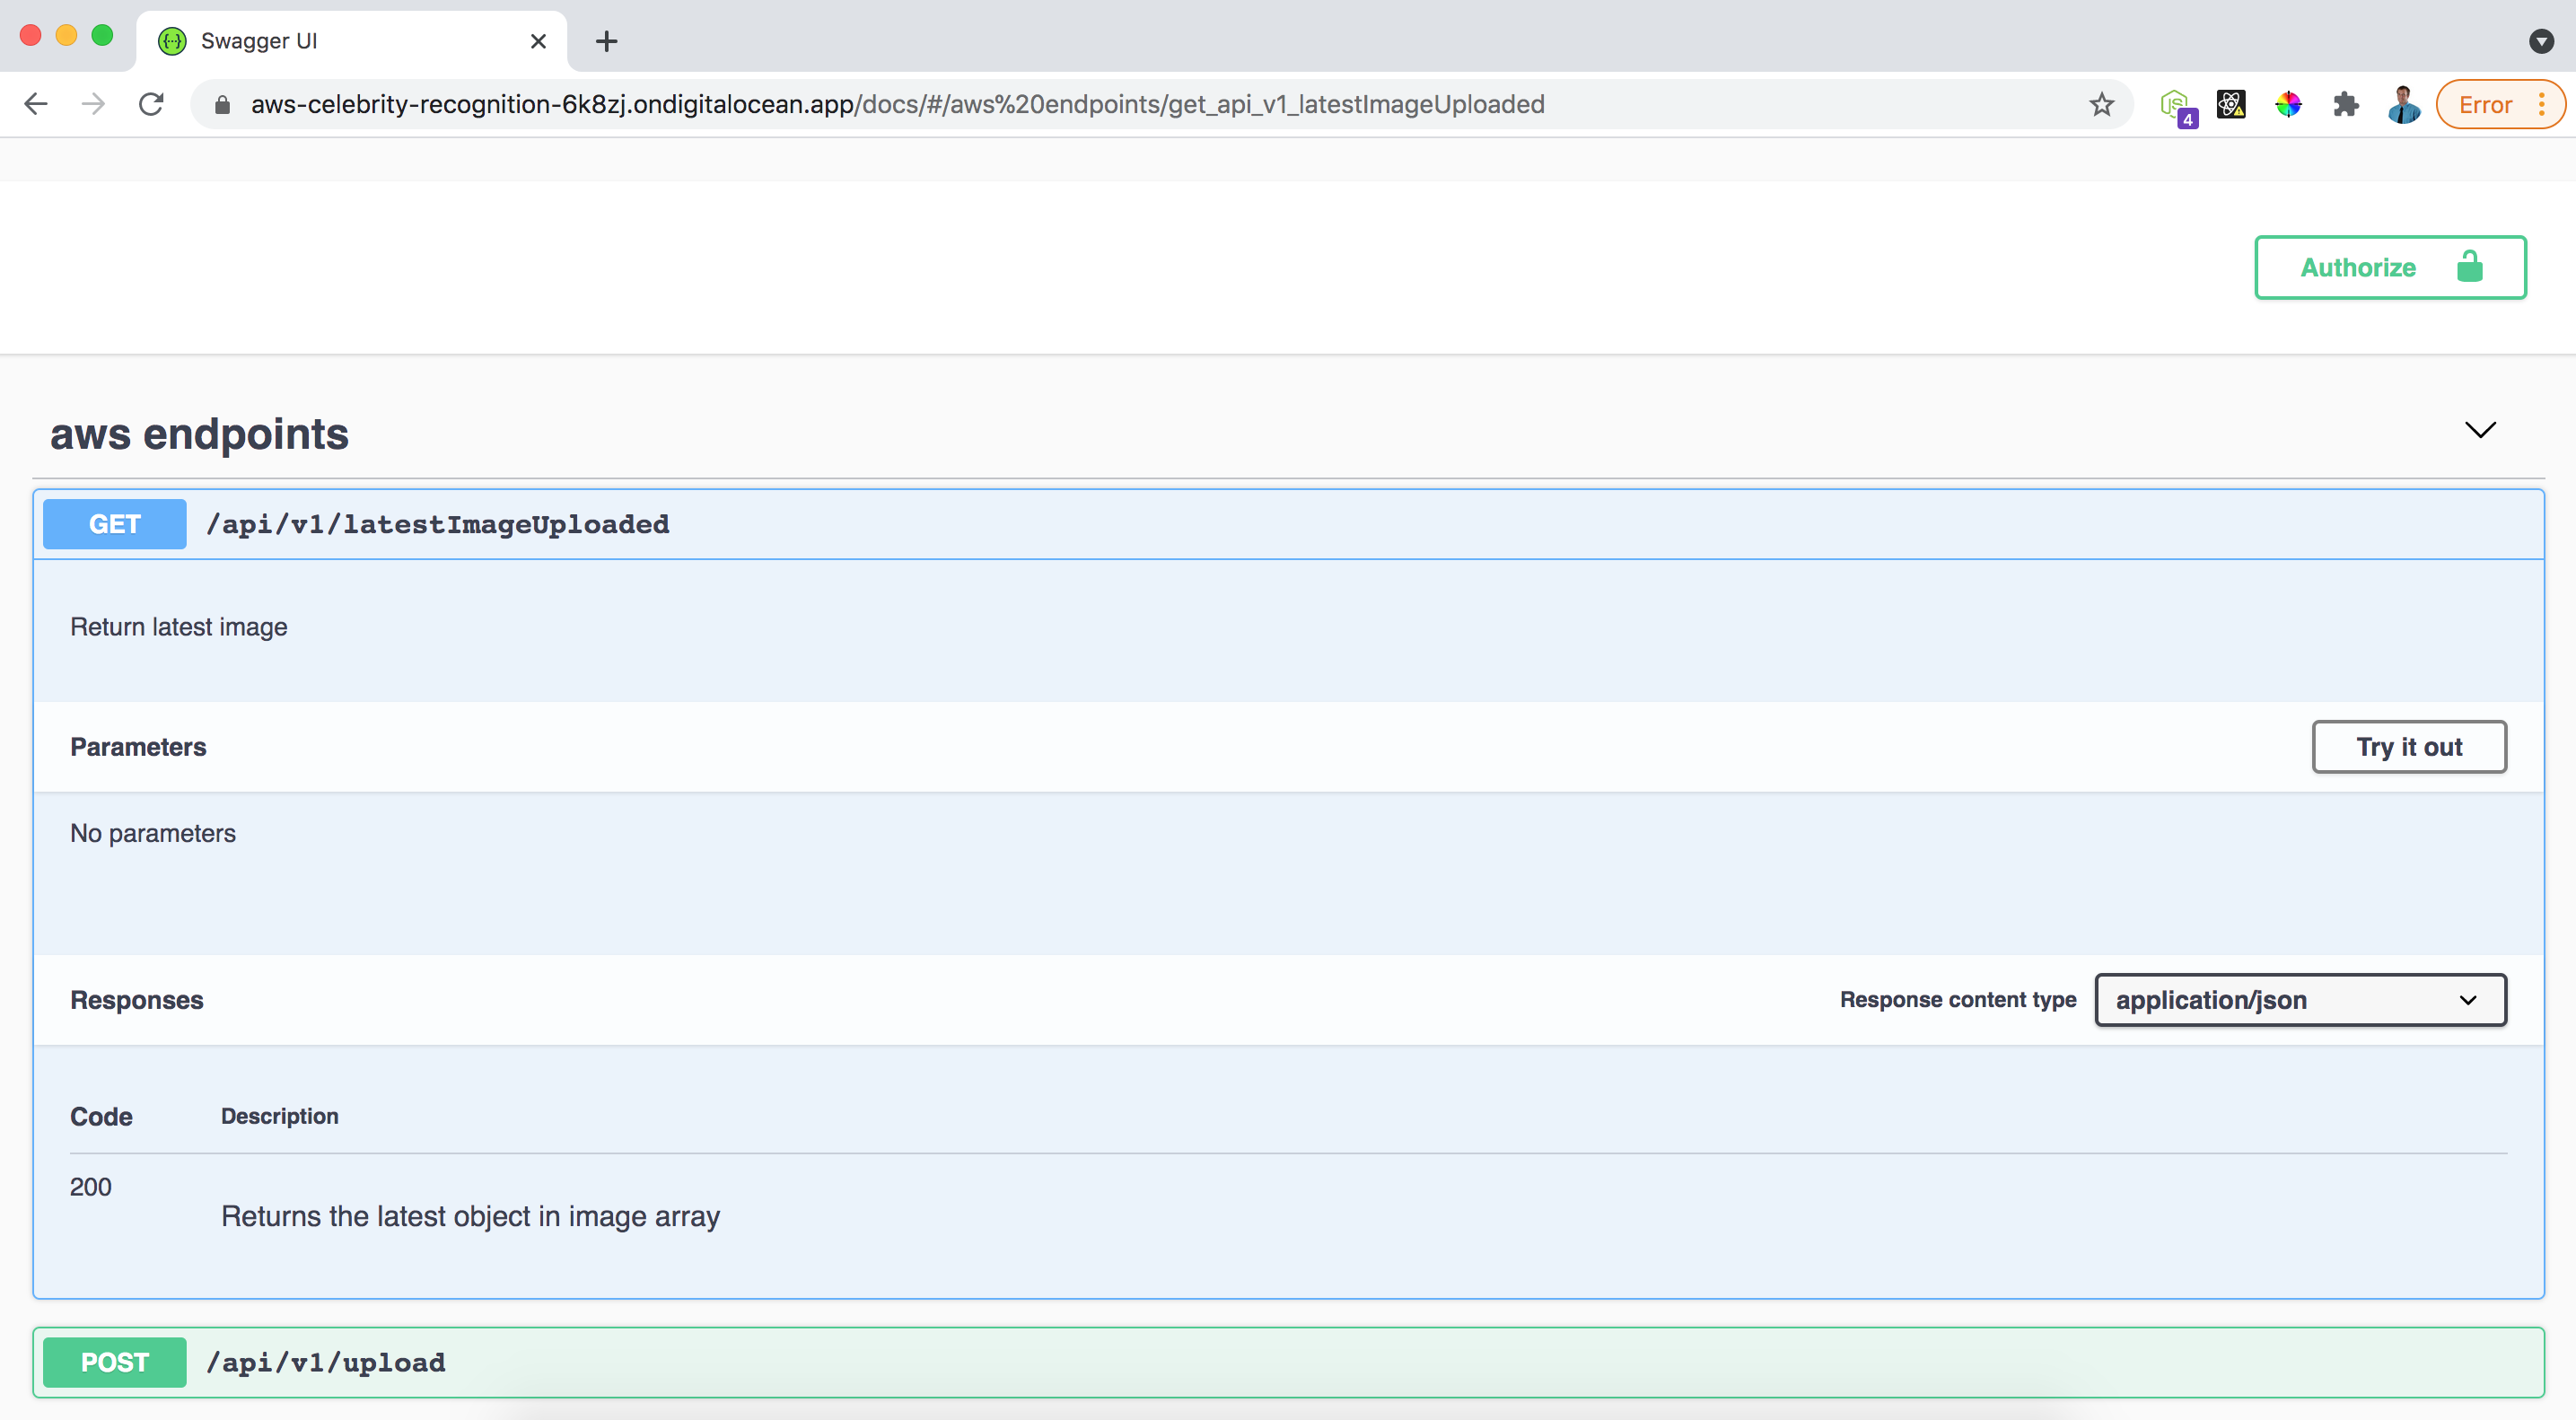 Swagger UI
aws-celebrity-recognition-6k8zj.ondigitalocean.app/docs/#/aws%20endpoints/get_api_v1_latestImageUploaded
JS
4
Error
Authorize
aws endpoints
GET /api/v1/latestImageUploaded
Return latest image
Parameters
Try it out
No parameters
Responses
Response content type application/json
Code Description
200
Returns the latest object in image array
POST /api/v1/upload